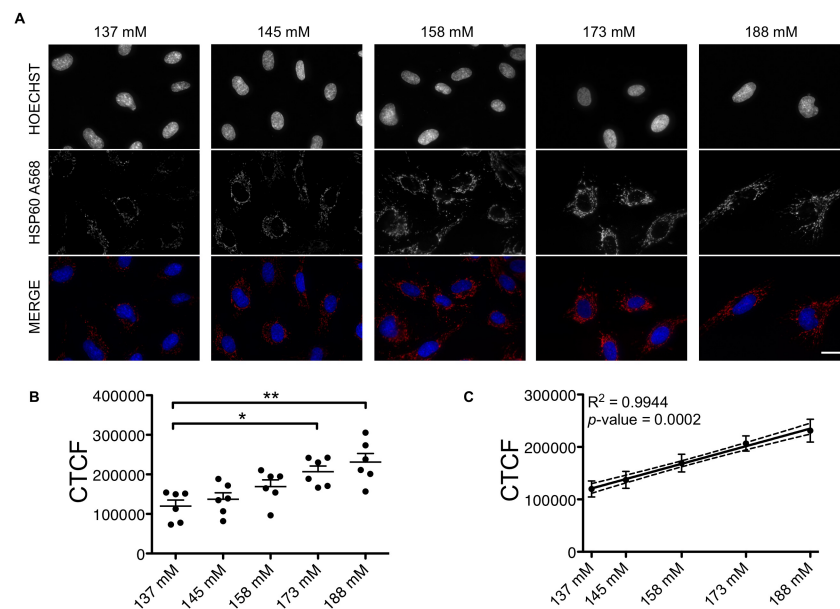 A
137 mM 145 mM 158 mM 173 mM 188 mM
HOECHST
HSP60 A568
MERGE
B
CTCF
400000
300000
200000
100000
0
**
*
137 mM 145 mM 158 mM 173 mM 188 mM
C
CTCF
300000
200000
100000
0
R² = 0.9944
p-value = 0.0002
137 mM 145 mM 158 mM 173 mM 188 mM